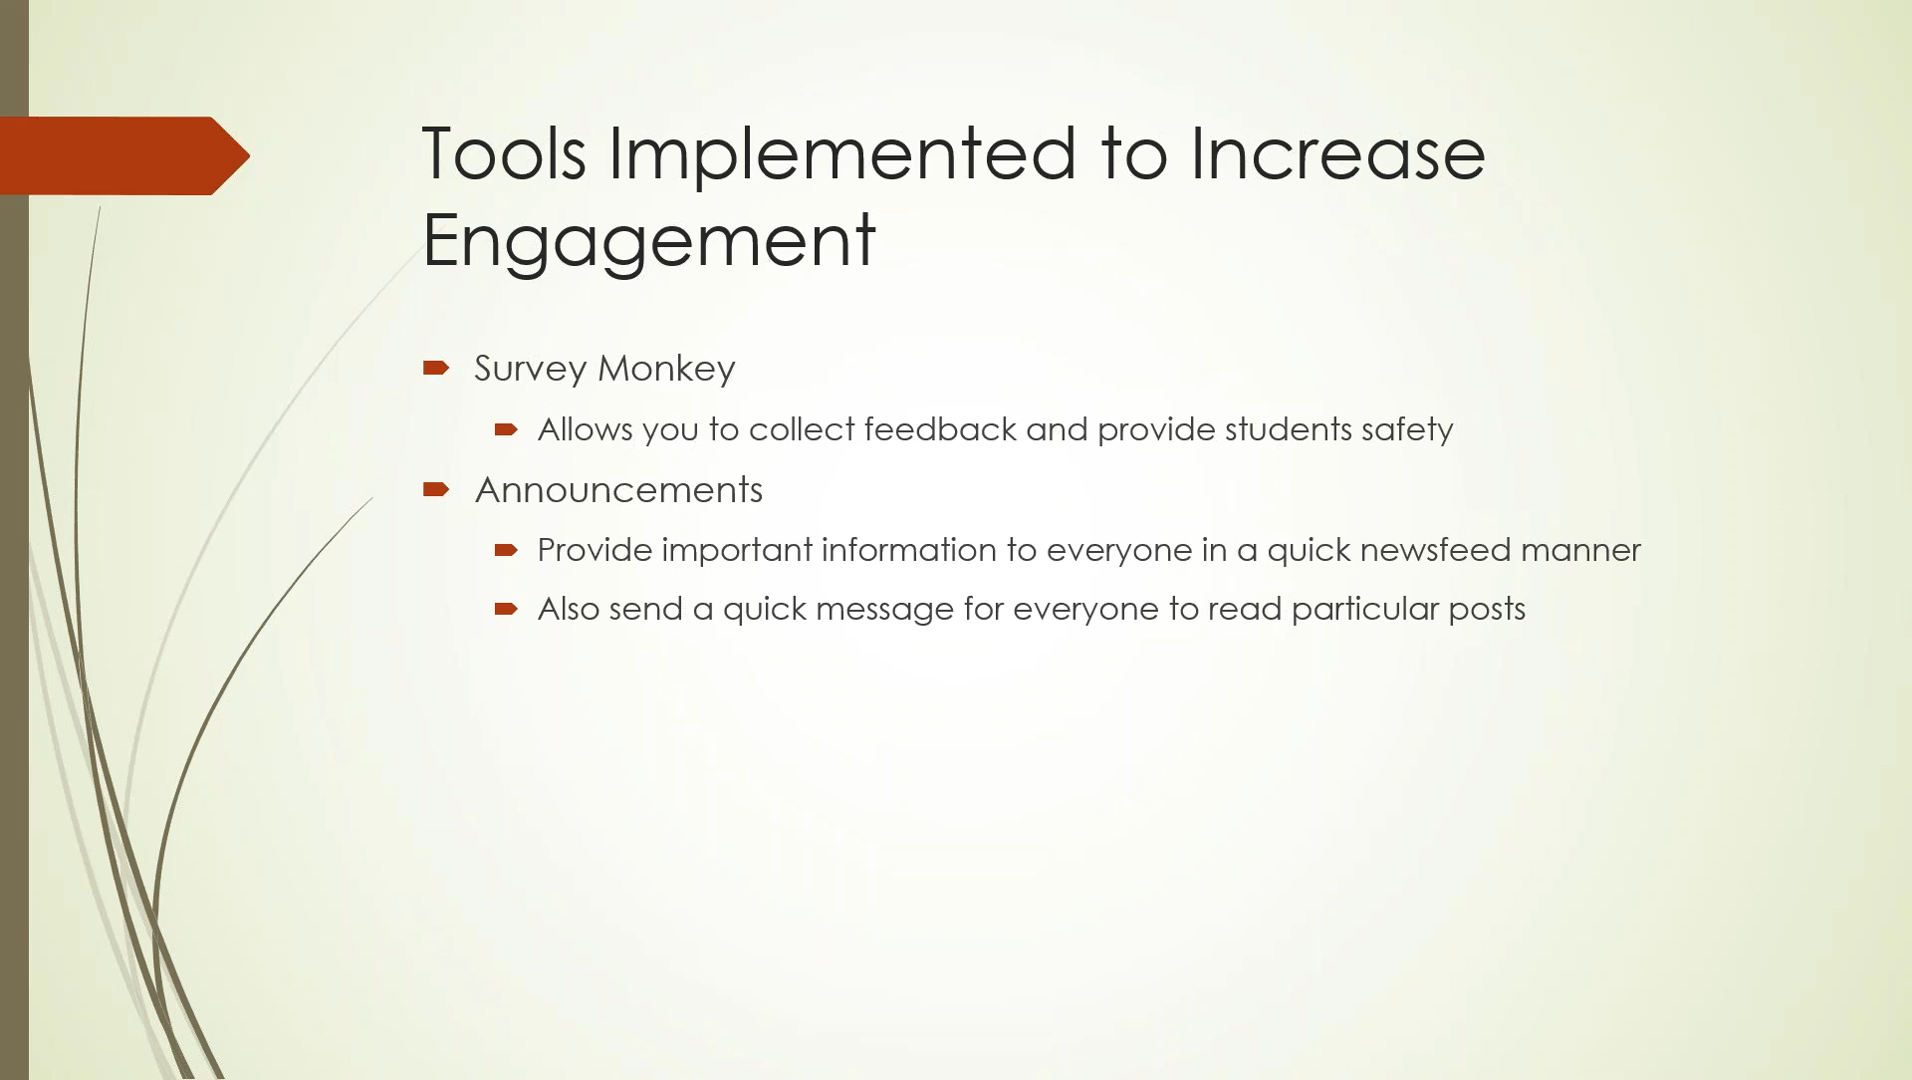 Tools Implemented to Increase
Engagement
Survey Monkey
Allows you to collect feedback and provide students safety
Announcements
Provide important information to everyone in a quick newsfeed manner
Also send a quick message for everyone to read particular posts